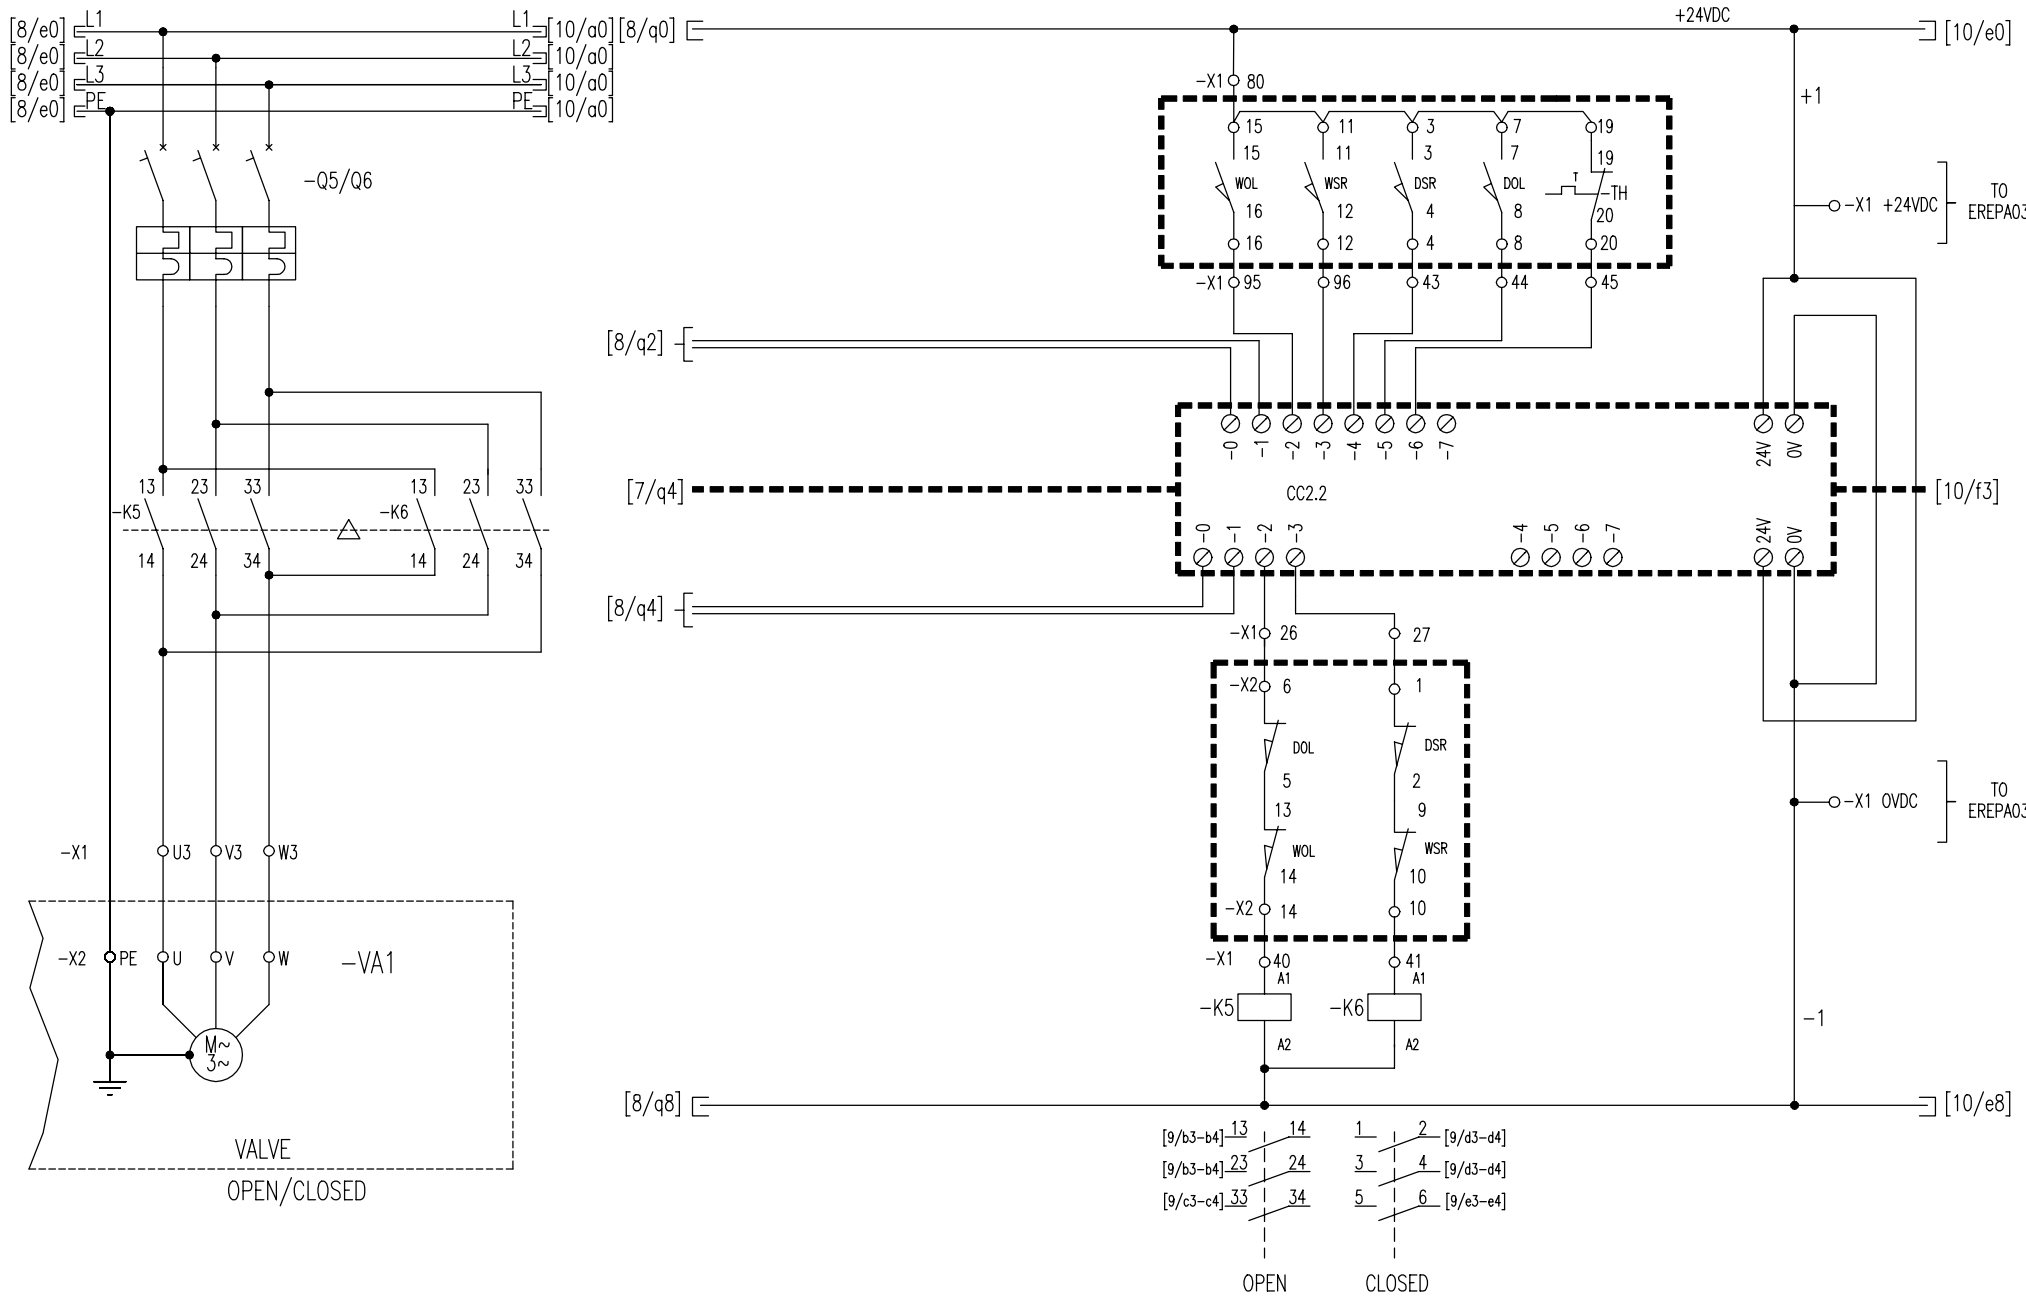 [8/e0] L1 L1 [10/a0] [8/q0] +24VDC [10/e0]
[8/e0] L2 L2 [10/a0]
[8/e0] L3 L3 [10/a0]
[8/e0] PE PE [10/a0]
-X1 80
+1
15 11 3 7 19
15 11 3 7 19
-Q5/Q6
WOL WSR DSR DOL T -TH
16 12 4 8 20
16 12 4 8 20
-X1 +24VDC TO
EREPA03
-X1 95 96 43 44 45
[8/q2]
-0 -1 -2 -3 -4 -5 -6 -7 24V 0V
[7/q4] CC2.2 [10/f3]
13 23 33 13 23 33
-K5 -K6
14 24 34 14 24 34
-0 -1 -2 -3 -4 -5 -6 -7 24V 0V
[8/q4]
-X1 26 27
-X2 6 1
DOL DSR
5 2
13 9
WOL WSR
14 10
-X2 14 10
-X1 0VDC TO
EREPA03
-X1 U3 V3 W3
-X2 PE U V W -VA1
-X1 40 41
A1 A1
-K5 -K6
A2 A2
-1
M~
3~
[8/q8] [10/e8]
VALVE
OPEN/CLOSED
[9/b3-b4] 13 14 1 2 [9/d3-d4]
[9/b3-b4] 23 24 3 4 [9/d3-d4]
[9/c3-c4] 33 34 5 6 [9/e3-e4]
OPEN CLOSED